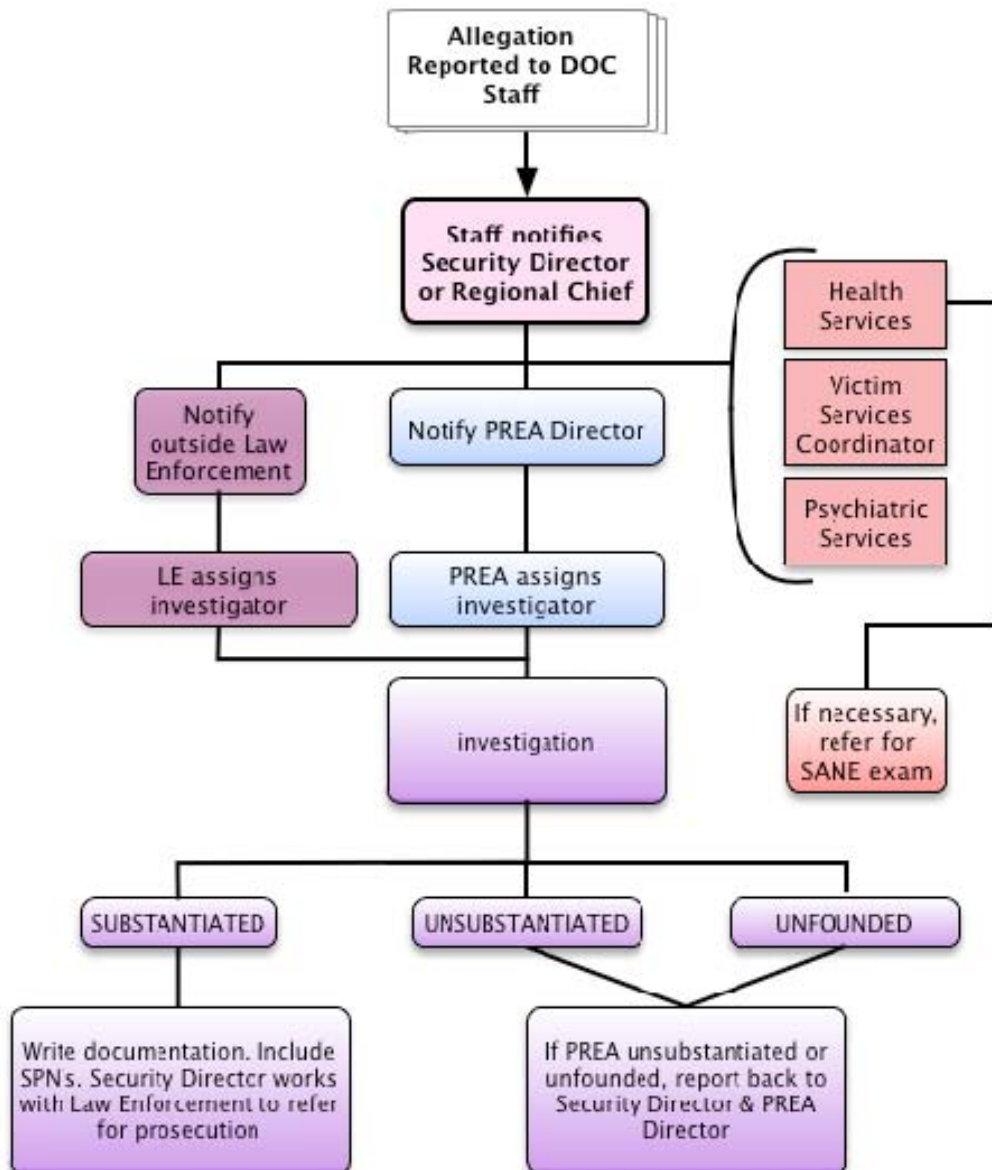 Allegation
Reported to DOC
Staff
Staff notifies
Security Director
or Regional Chief
Health
Services
Victim
Services
Coordinator
Psychiatric
Services
Notify
outside Law
Enforcement
Notify PREA Director
LE assigns
investigator
PREA assigns
investigator
investigation
If necessary,
refer for
SANE exam
SUBSTANTIATED
UNSUBSTANTIATED
UNFOUNDED
Write documentation. Include
SPN's. Security Director works
with Law Enforcement to refer
for prosecution
If PREA unsubstantiated or
unfounded, report back to
Security Director & PREA
Director